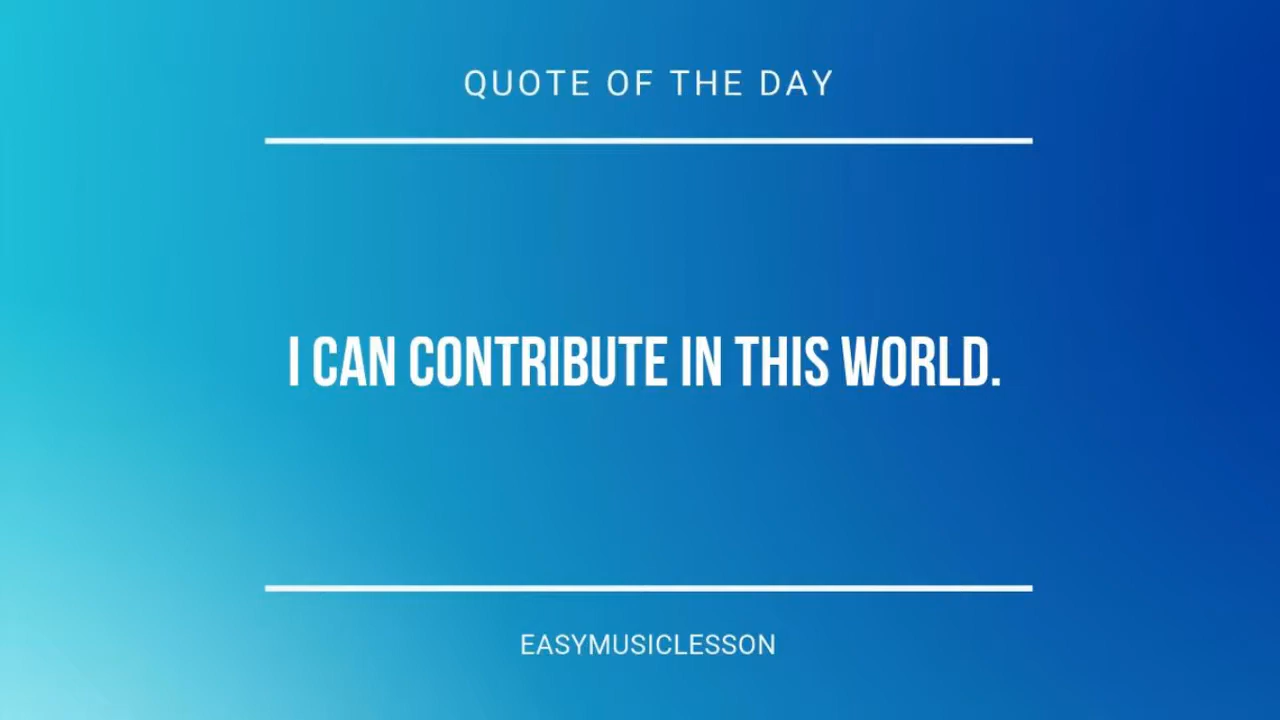 QUOTE OF THE DAY
I CAN CONTRIBUTE IN THIS WORLD.
EASYMUSICLESSON